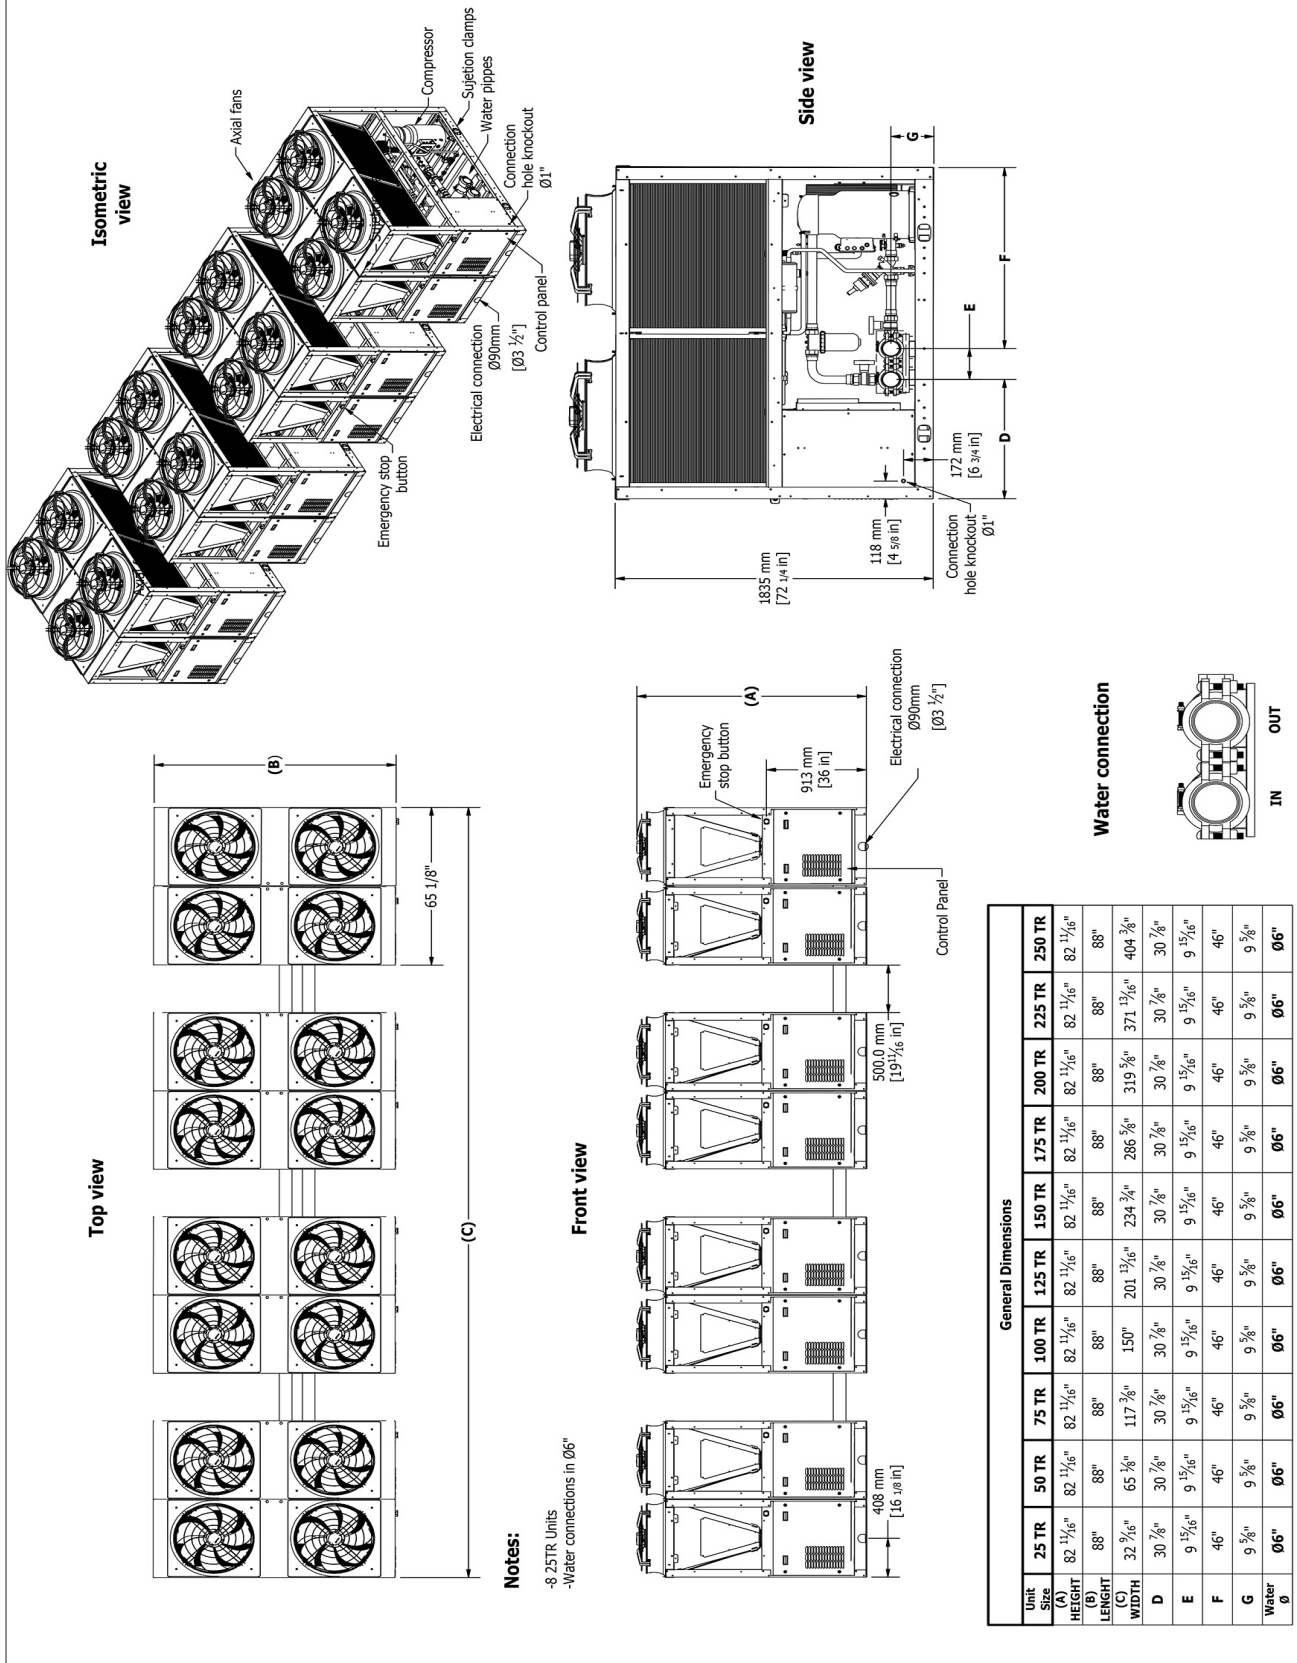 Top view
(B)
65 1/8"
(C)
Isometric
view
Axial fans
Compressor
Sujetion clamps
Water pippes
Connection
hole knockout
Ø1"
Control panel
Electrical connection
Ø90mm
[Ø3 ½"]
Emergency stop
button
Notes:
-8 25TR Units
-Water connections in Ø6"
Front view
(A)
Emergency
stop button
913 mm
[36 in]
Electrical connection
Ø90mm
[Ø3 ½"]
Control Panel
500.0 mm
[19 11/16 in]
408 mm
[16 1/8 in]
Side view
1835 mm
[72 1/4 in]
118 mm
[4 5/8 in]
172 mm
[6 3/4 in]
Connection
hole knockout
Ø1"
D
E
F
G
General Dimensions
Unit Size 25 TR 50 TR 75 TR 100 TR 125 TR 150 TR 175 TR 200 TR 225 TR 250 TR
(A) HEIGHT 82 11/16" 82 11/16" 82 11/16" 82 11/16" 82 11/16" 82 11/16" 82 11/16" 82 11/16" 82 11/16" 82 11/16"
(B) LENGHT 88" 88" 88" 88" 88" 88" 88" 88" 88" 88"
(C) WIDTH 32 65 1/8" 117 3/8" 150" 201 13/16" 234 3/4" 286 5/8" 319 5/8" 371 13/16" 404 3/8"
D 30 7/8" 30 7/8" 30 7/8" 30 7/8" 30 7/8" 30 7/8" 30 7/8" 30 7/8" 30 7/8" 30 7/8"
E 9 15/16" 9 15/16" 9 15/16" 9 15/16" 9 15/16" 9 15/16" 9 15/16" 9 15/16" 9 15/16" 9 15/16"
F 46" 46" 46" 46" 46" 46" 46" 46" 46" 46"
G 9 5/8" 9 5/8" 9 5/8" 9 5/8" 9 5/8" 9 5/8" 9 5/8" 9 5/8" 9 5/8" 9 5/8"
Water Ø Ø6" Ø6" Ø6" Ø6" Ø6" Ø6" Ø6" Ø6" Ø6" Ø6"
Water connection
IN OUT